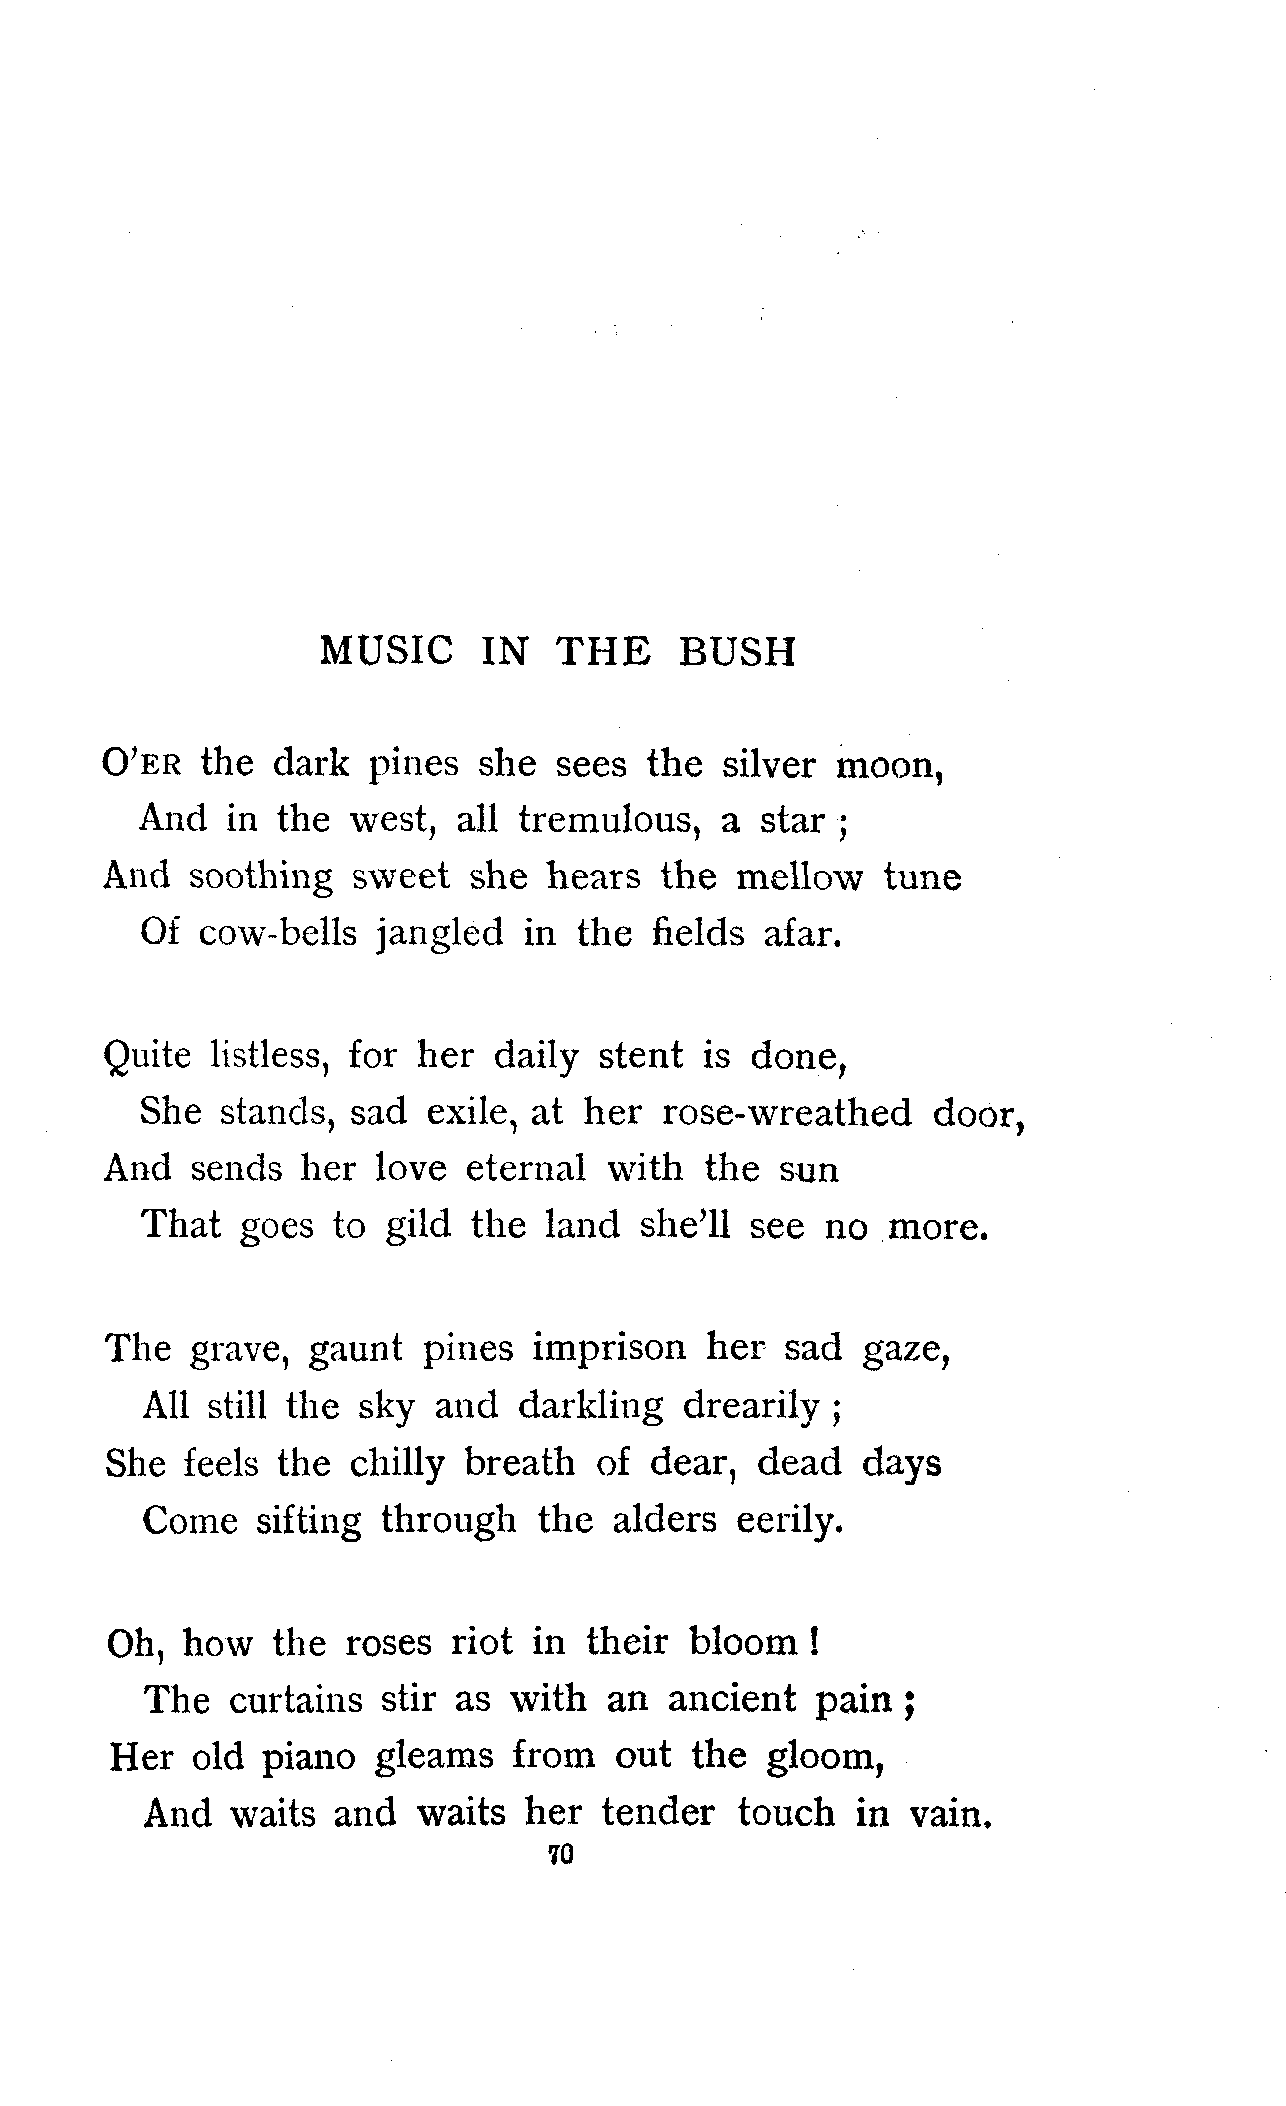 MUSIC IN THE BUSH
O'ER the dark pines she sees the silver moon,
And in the west, all tremulous, a star ;
And soothing sweet she hears the mellow tune
Of cow-bells jangled in the fields afar.
Quite listless, for her daily stent is done,
She stands, sad exile, at her rose-wreathed door,
And sends her love eternal with the sun
That goes to gild the land she'll see no more.
The grave, gaunt pines imprison her sad gaze,
All still the sky and darkling drearily ;
She feels the chilly breath of dear, dead days
Come sifting through the alders eerily.
Oh, how the roses riot in their bloom !
The curtains stir as with an ancient pain ;
Her old piano gleams from out the gloom,
And waits and waits her tender touch in vain.
70